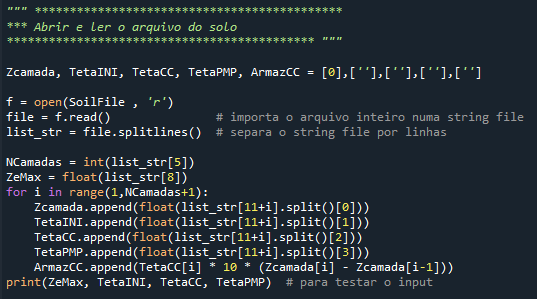 """ ********************************************
*** Abrir e ler o arquivo do solo
******************************************** """
Zcamada, TetaINI, TetaCC, TetaPMP, ArmazCC = [0],[''],[''],[''],['']
f = open(SoilFile , 'r')
file = f.read()               # importa o arquivo inteiro numa string file
list_str = file.splitlines()  # separa o string file por linhas
NCamadas = int(list_str[5])
ZeMax = float(list_str[8])
for i in range(1,NCamadas+1):
    Zcamada.append(float(list_str[11+i].split()[0]))
    TetaINI.append(float(list_str[11+i].split()[1]))
    TetaCC.append(float(list_str[11+i].split()[2]))
    TetaPMP.append(float(list_str[11+i].split()[3]))
    ArmazCC.append(TetaCC[i] * 10 * (Zcamada[i] - Zcamada[i-1]))
print(ZeMax, TetaINI, TetaCC, TetaPMP)  # para testar o input